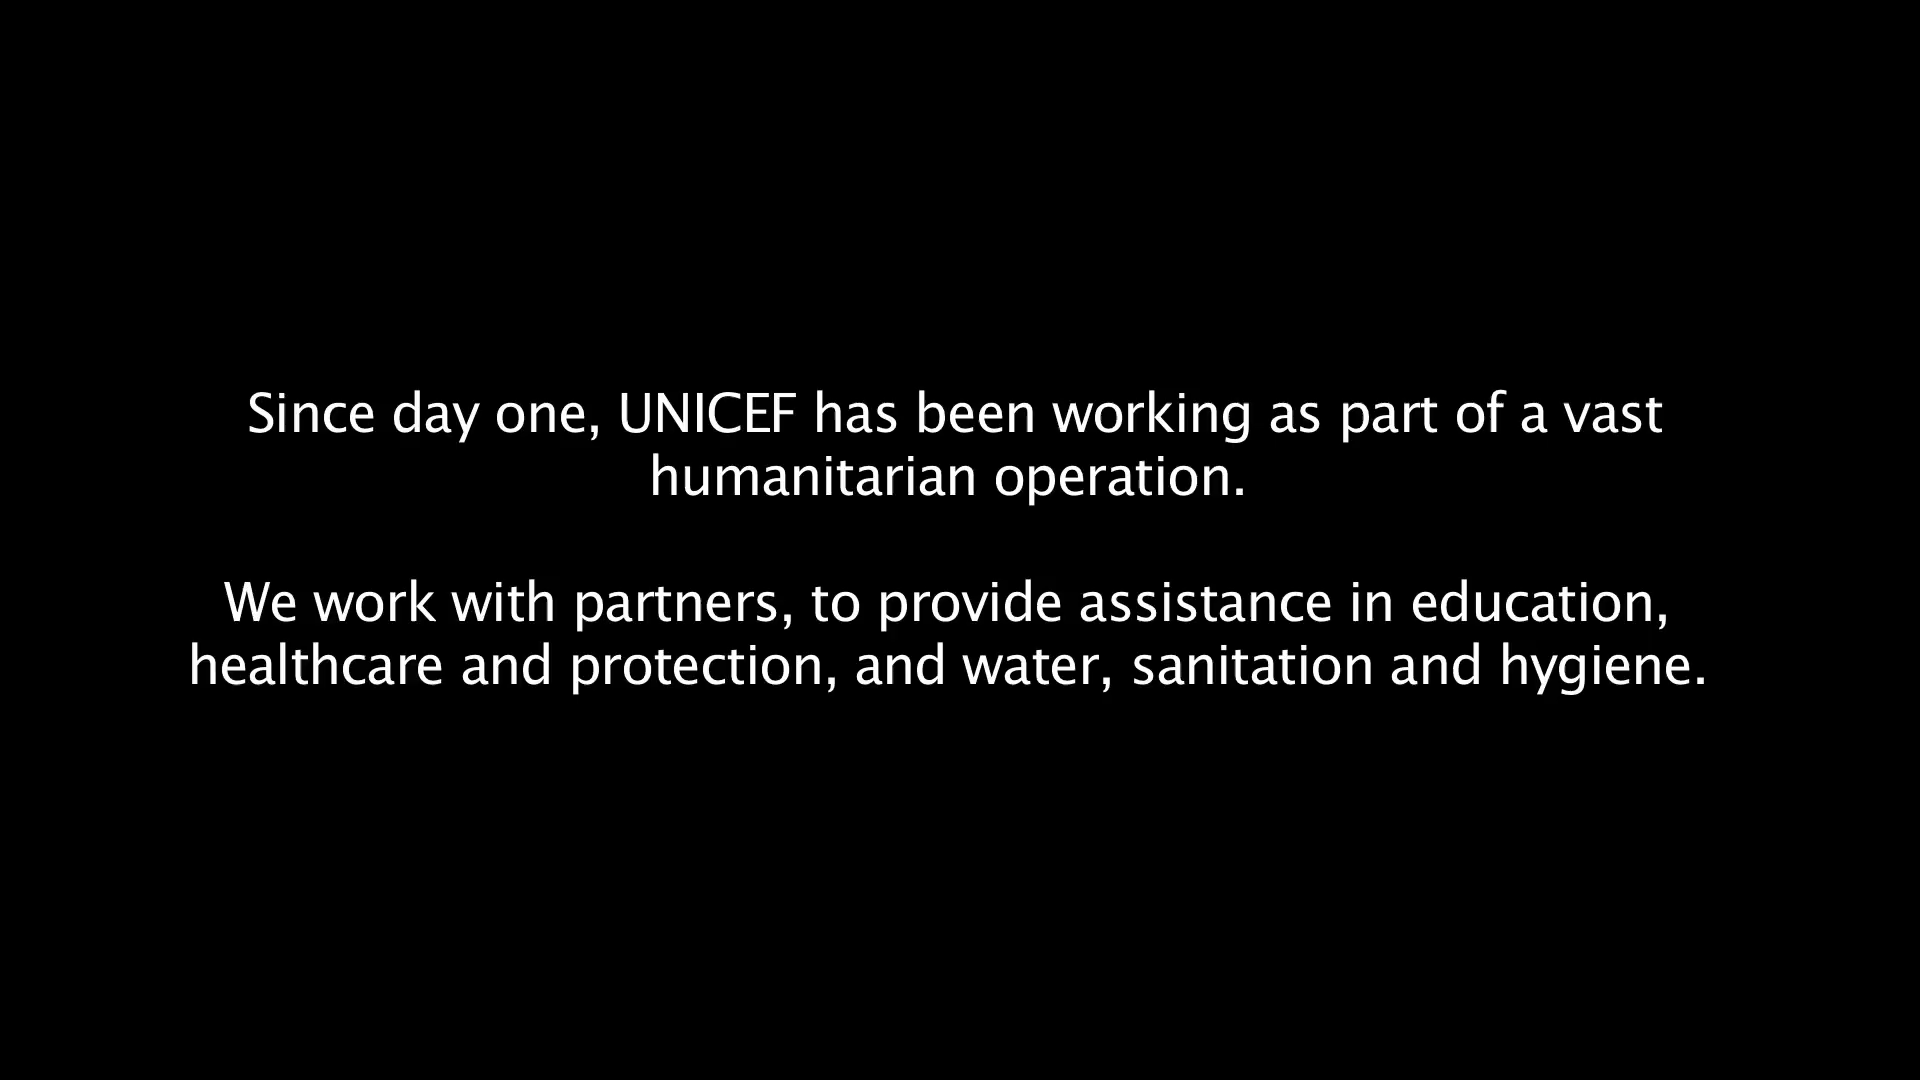 Since day one, UNICEF has been working as part of a vast
humanitarian operation.
We work with partners, to provide assistance in education,
healthcare and protection, and water, sanitation and hygiene.